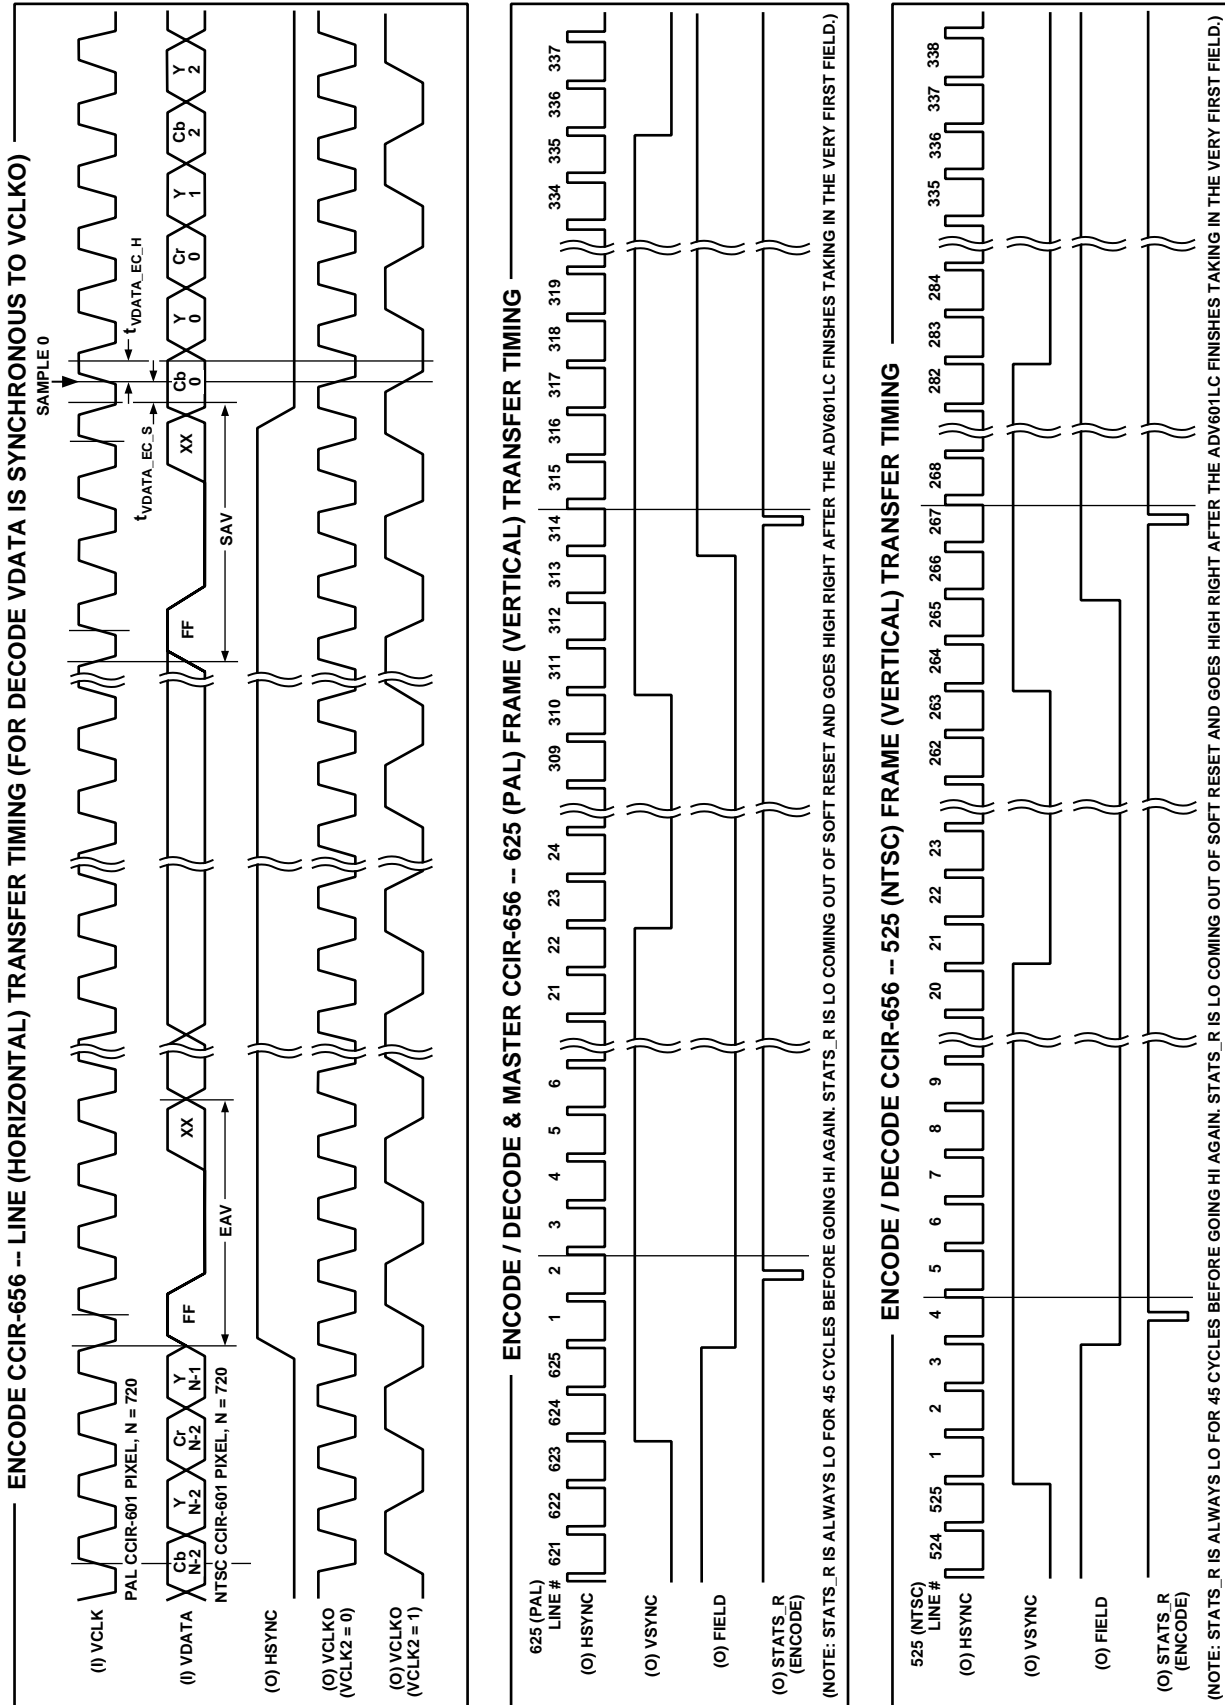 ENCODE CCIR-656 -- LINE (HORIZONTAL) TRANSFER TIMING (FOR DECODE VDATA IS SYNCHRONOUS TO VCLKO)
SAMPLE 0
(I) VCLK
PAL CCIR-601 PIXEL, N = 720
tVDATA_EC_S
tVDATA_EC_H
(I) VDATA
Cb N-2
Y N-2
Cr N-2
Y N-1
FF
XX
FF
XX
Cb 0
Y 0
Cr 0
Y 1
Cb 2
Y 2
NTSC CCIR-601 PIXEL, N = 720
EAV
SAV
(O) HSYNC
(O) VCLKO
(VCLK2 = 0)
(O) VCLKO
(VCLK2 = 1)
ENCODE / DECODE & MASTER CCIR-656 -- 625 (PAL) FRAME (VERTICAL) TRANSFER TIMING
625 (PAL)
LINE # 621 622 623 624 625 1 2 3 4 5 6 21 22 23 24 309 310 311 312 313 314 315 316 317 318 319 334 335 336 337
(O) HSYNC
(O) VSYNC
(O) FIELD
(O) STATS_R
(ENCODE)
(NOTE: STATS_R IS ALWAYS LO FOR 45 CYCLES BEFORE GOING HI AGAIN. STATS_R IS LO COMING OUT OF SOFT RESET AND GOES HIGH RIGHT AFTER THE ADV601LC FINISHES TAKING IN THE VERY FIRST FIELD.)
ENCODE / DECODE CCIR-656 -- 525 (NTSC) FRAME (VERTICAL) TRANSFER TIMING
525 (NTSC)
LINE # 524 525 1 2 3 4 5 6 7 8 9 20 21 22 23 262 263 264 265 266 267 268 282 283 284 335 336 337 338
(O) HSYNC
(O) VSYNC
(O) FIELD
(O) STATS_R
(ENCODE)
(NOTE: STATS_R IS ALWAYS LO FOR 45 CYCLES BEFORE GOING HI AGAIN. STATS_R IS LO COMING OUT OF SOFT RESET AND GOES HIGH RIGHT AFTER THE ADV601LC FINISHES TAKING IN THE VERY FIRST FIELD.)